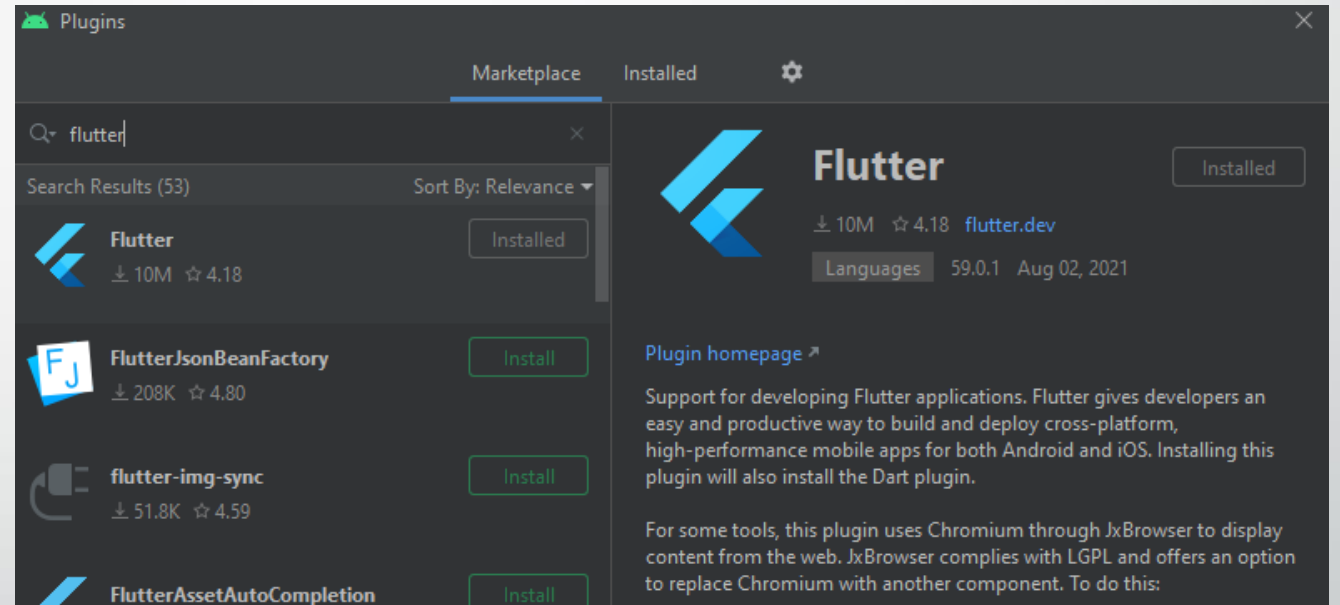 Plugins
Marketplace Installed
flutter
Search Results (53) Sort By: Relevance
Flutter
Installed
10M 4.18
FlutterJsonBeanFactory
Install
208K 4.80
flutter-img-sync
Install
51.8K 4.59
FlutterAssetAutoCompletion
Install
FJ
Flutter
Installed
10M 4.18 flutter.dev
Languages 59.0.1 Aug 02, 2021
Plugin homepage
Support for developing Flutter applications. Flutter gives developers an
easy and productive way to build and deploy cross-platform,
high-performance mobile apps for both Android and iOS. Installing this
plugin will also install the Dart plugin.
For some tools, this plugin uses Chromium through JxBrowser to display
content from the web. JxBrowser complies with LGPL and offers an option
to replace Chromium with another component. To do this: